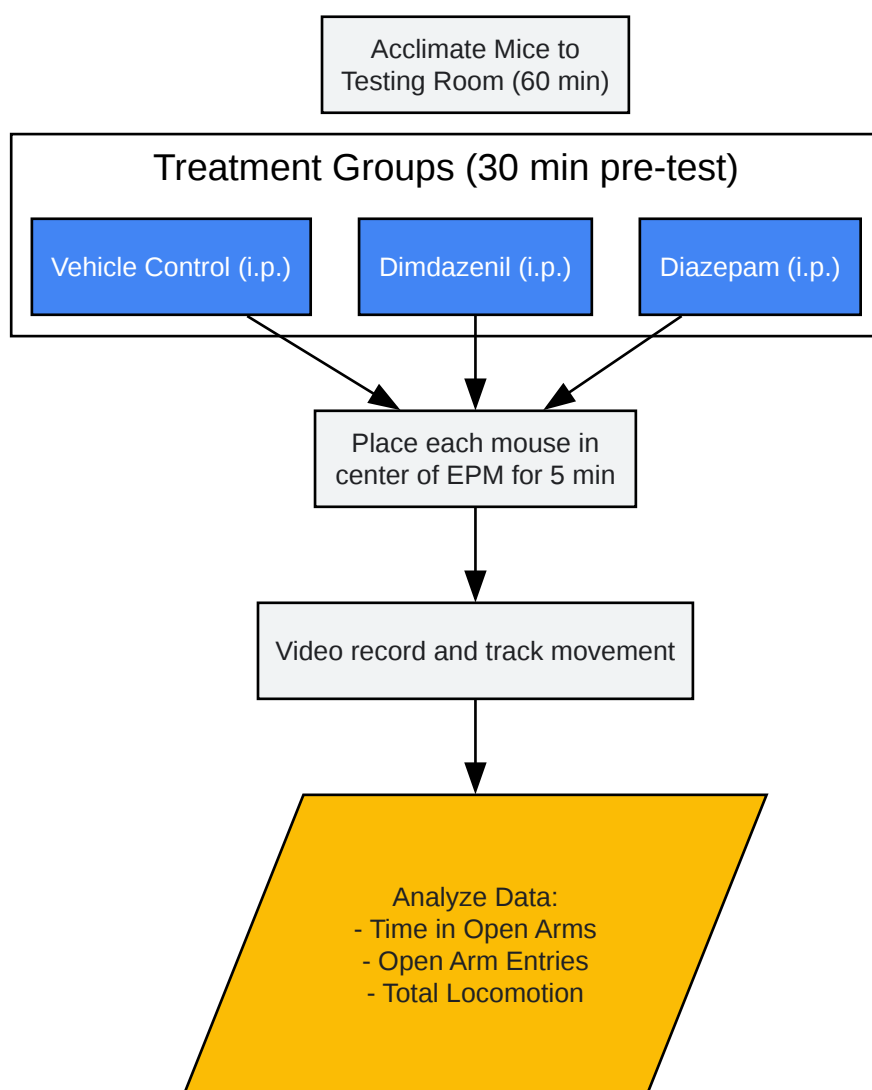 Acclimate Mice to
Testing Room (60 min)
Treatment Groups (30 min pre-test)
Vehicle Control (i.p.)
Dimdazenil (i.p.)
Diazepam (i.p.)
Place each mouse in
center of EPM for 5 min
Video record and track movement
Analyze Data:
- Time in Open Arms
- Open Arm Entries
- Total Locomotion